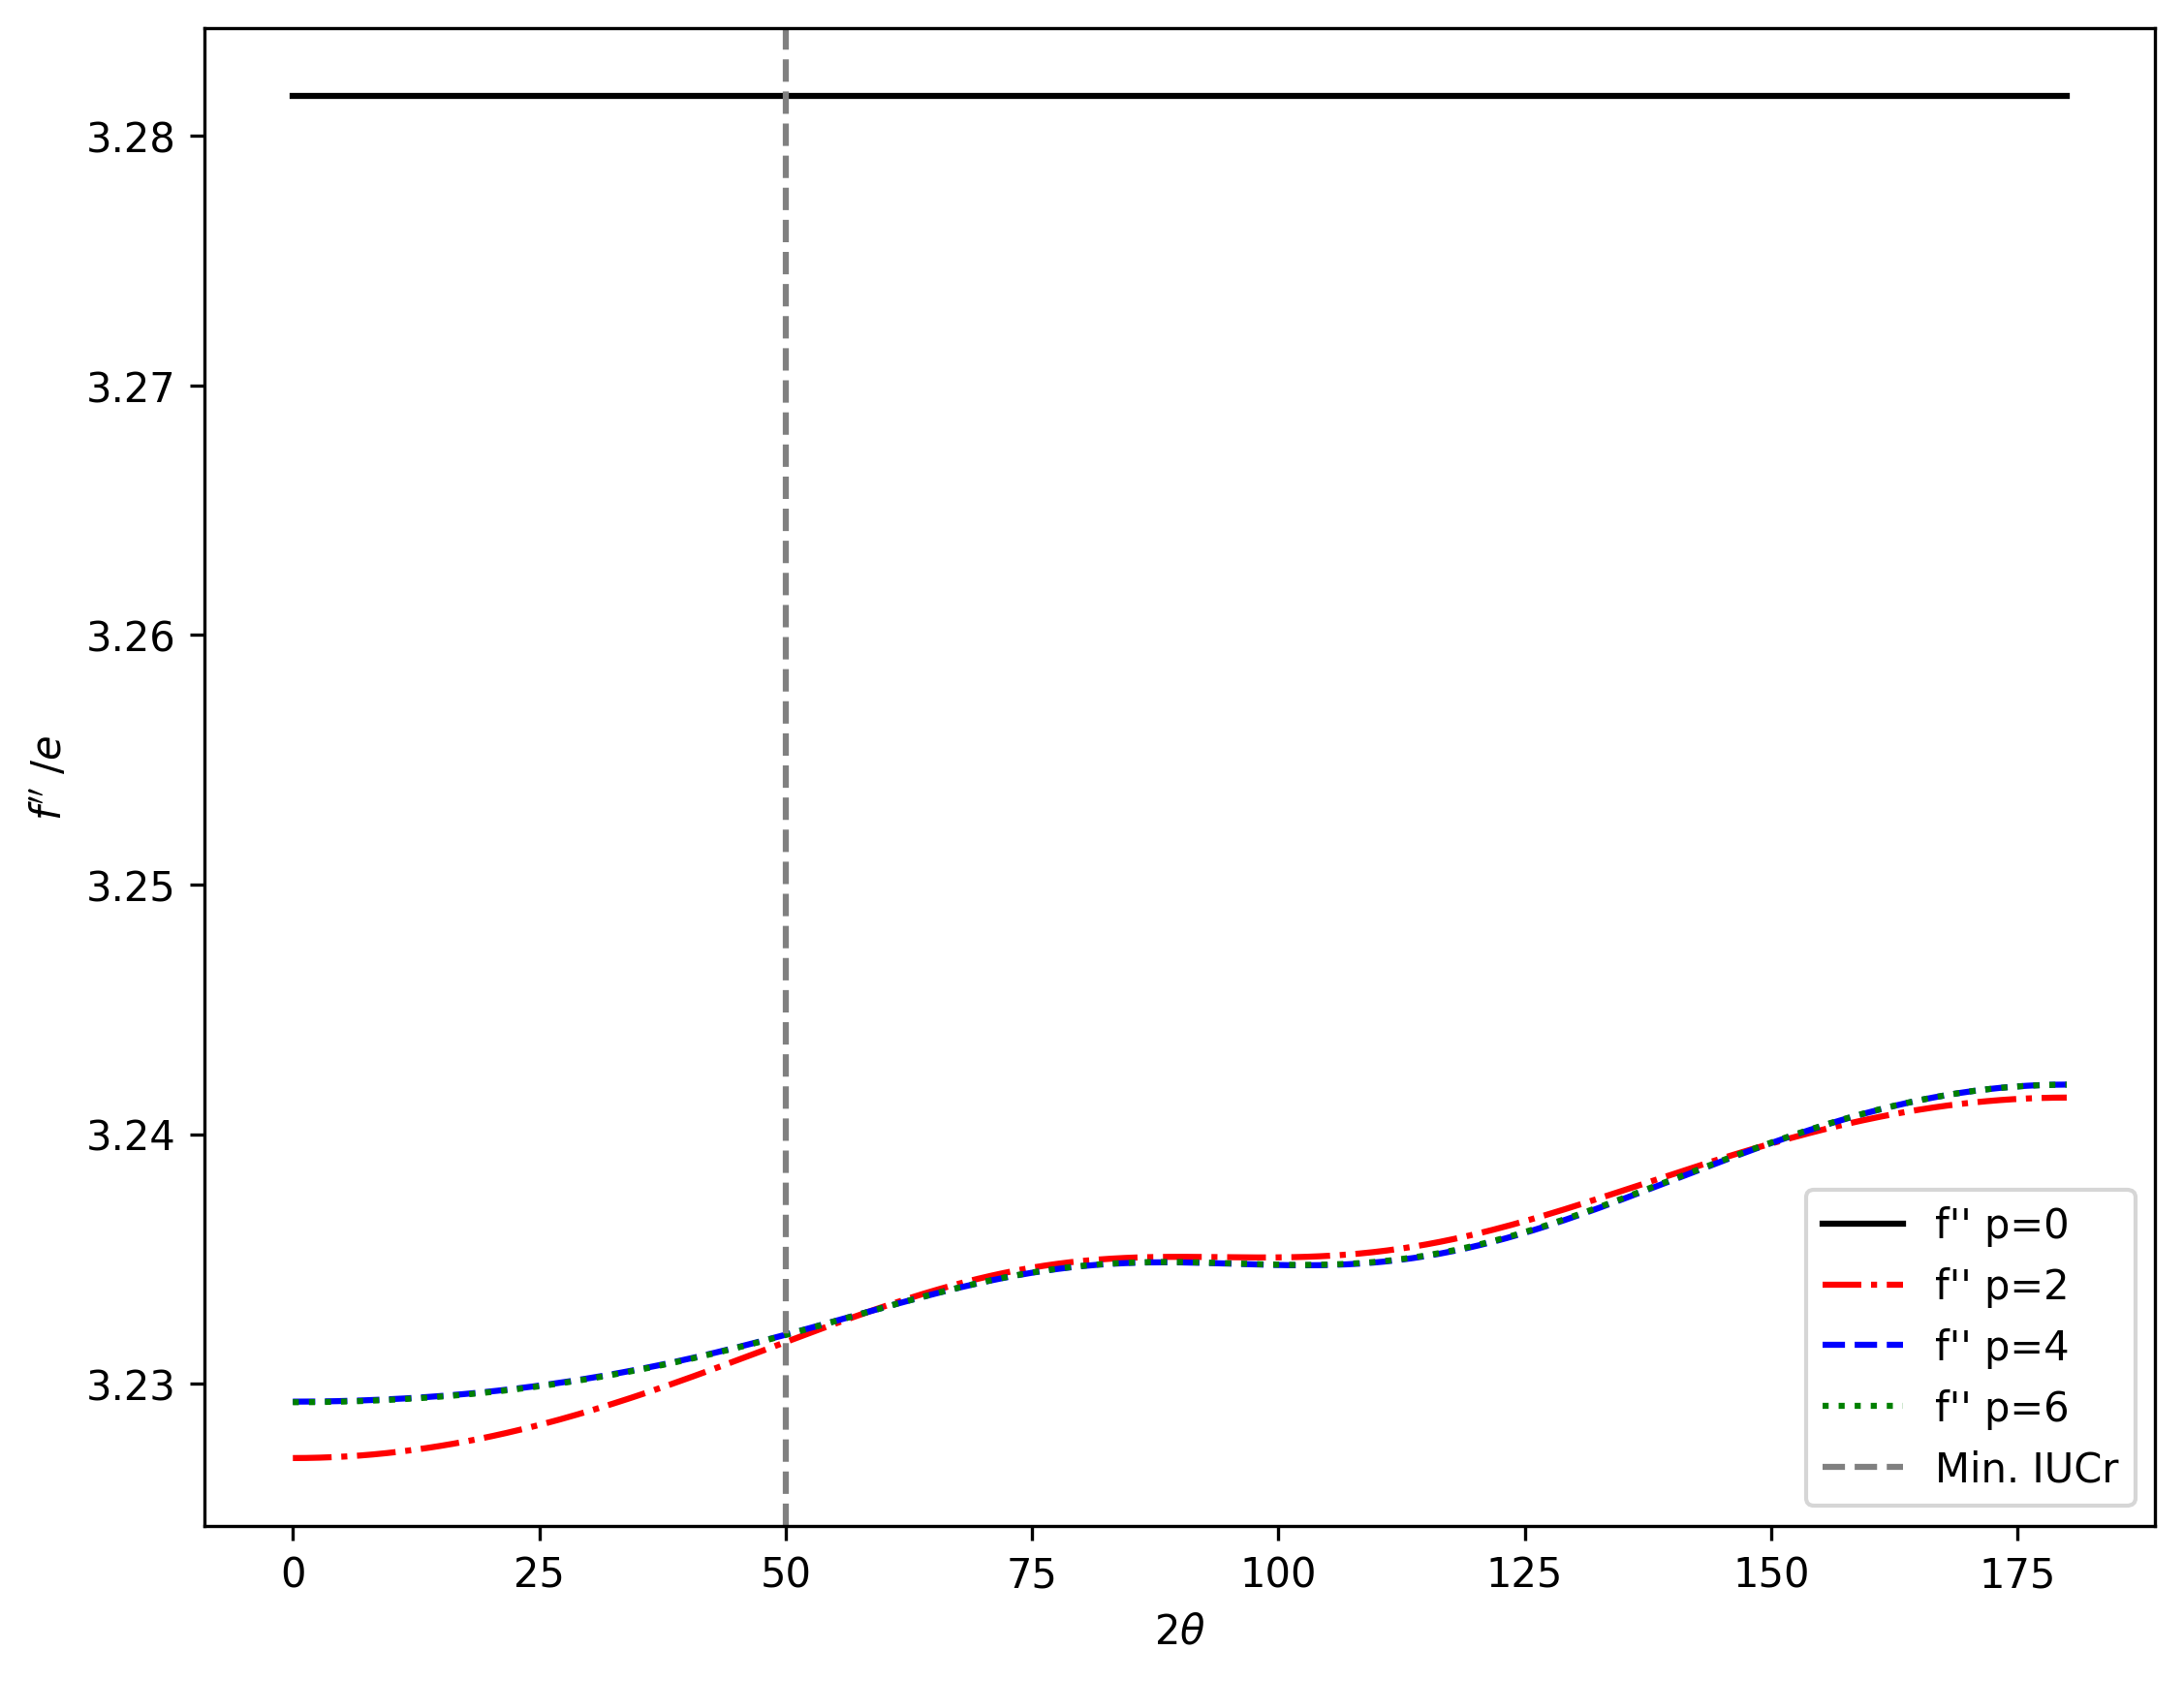 3.28
3.27
3.26
3.25
3.24
3.23
f'' /e
0 25 50 75 100 125 150 175
2θ
f'' p=0
f'' p=2
f'' p=4
f'' p=6
Min. IUCr